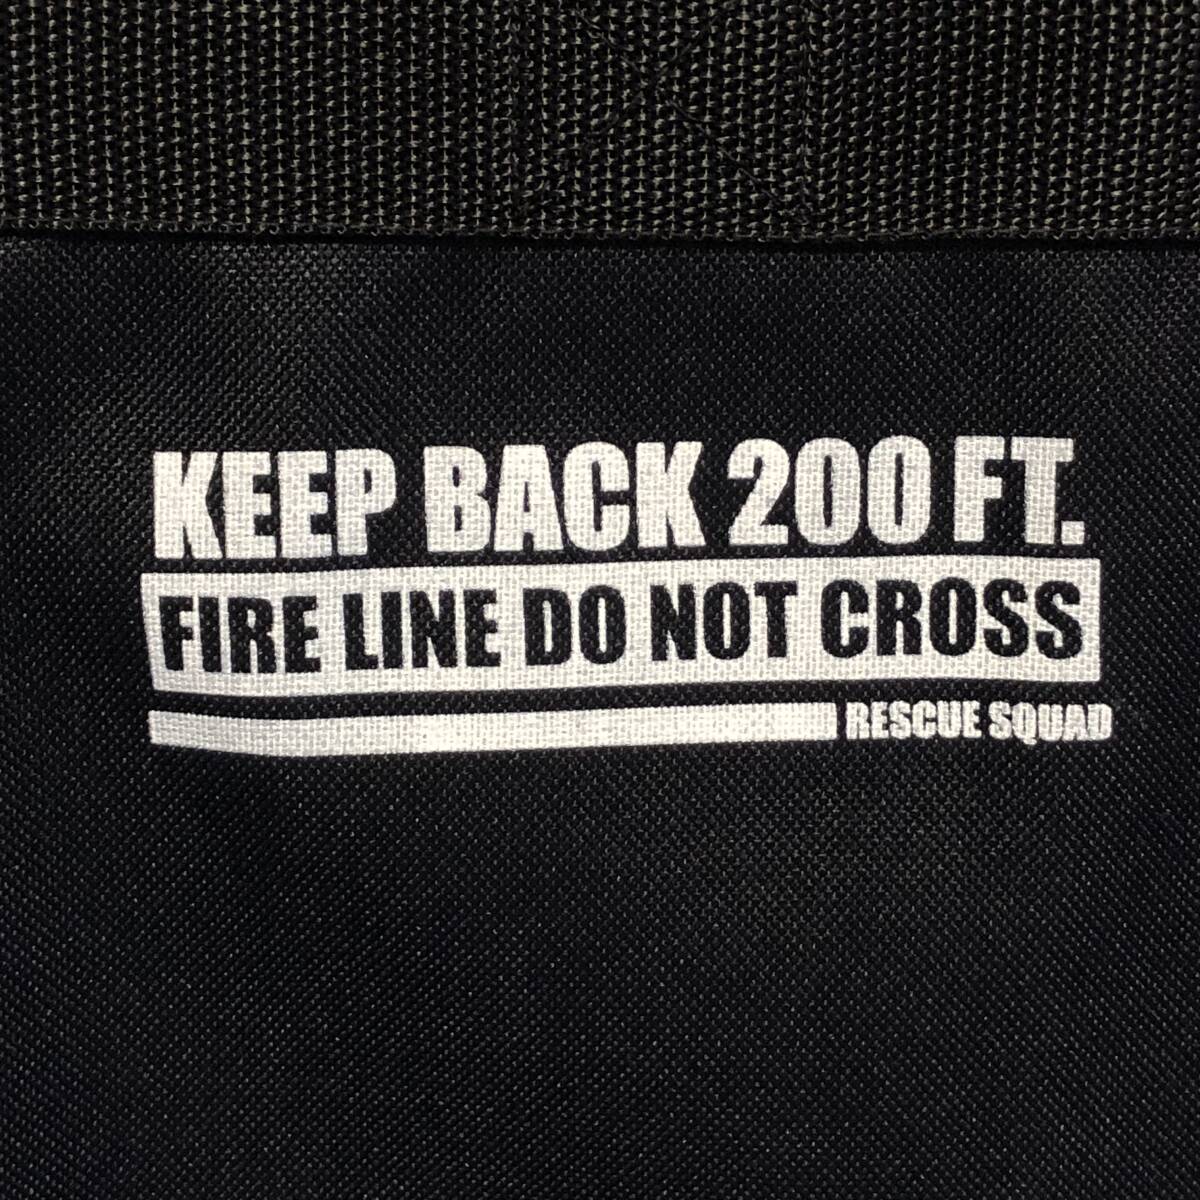 KEEP BACK 200 FT.
FIRE LINE DO NOT CROSS
RESCUE SQUAD